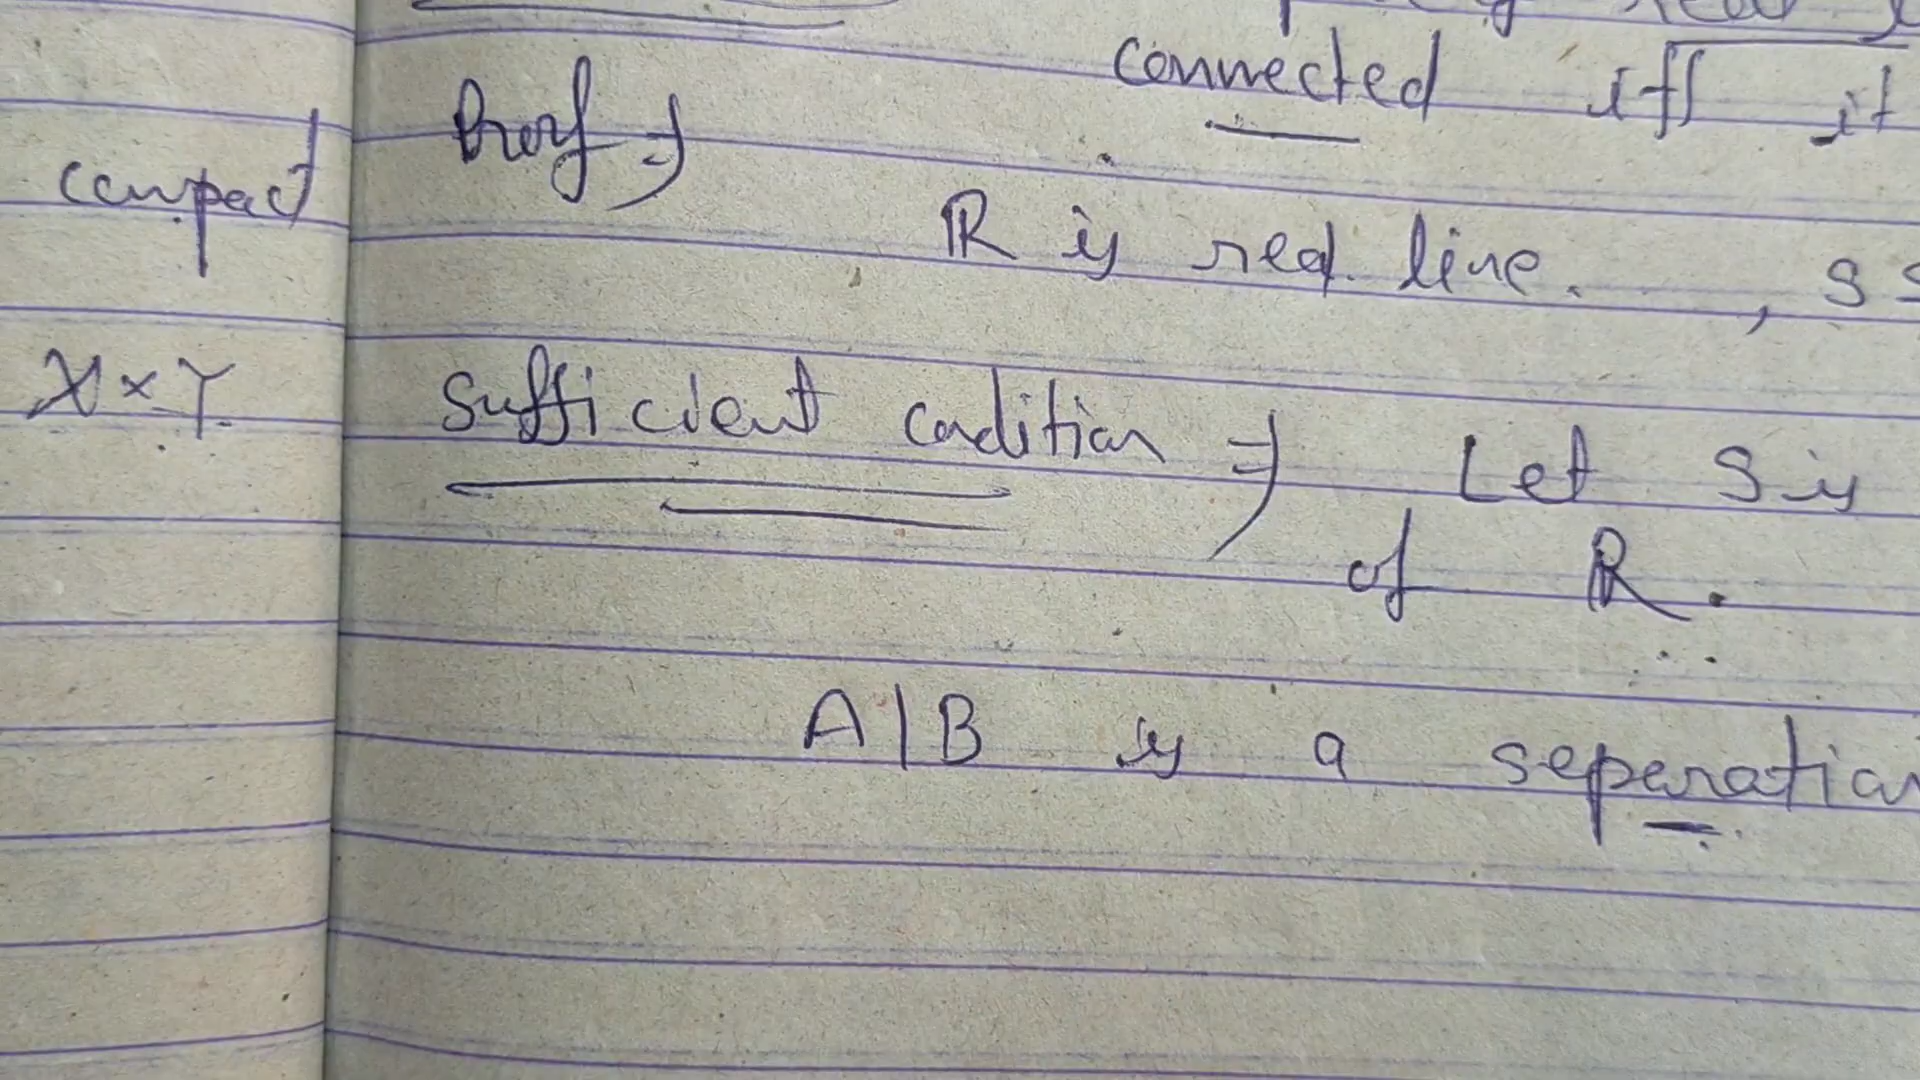 connected iff it
Proof ⇒
compact
R is real line. , S
X × Y
Sufficient condition ⇒ Let S is
of R.
A|B is a seperation